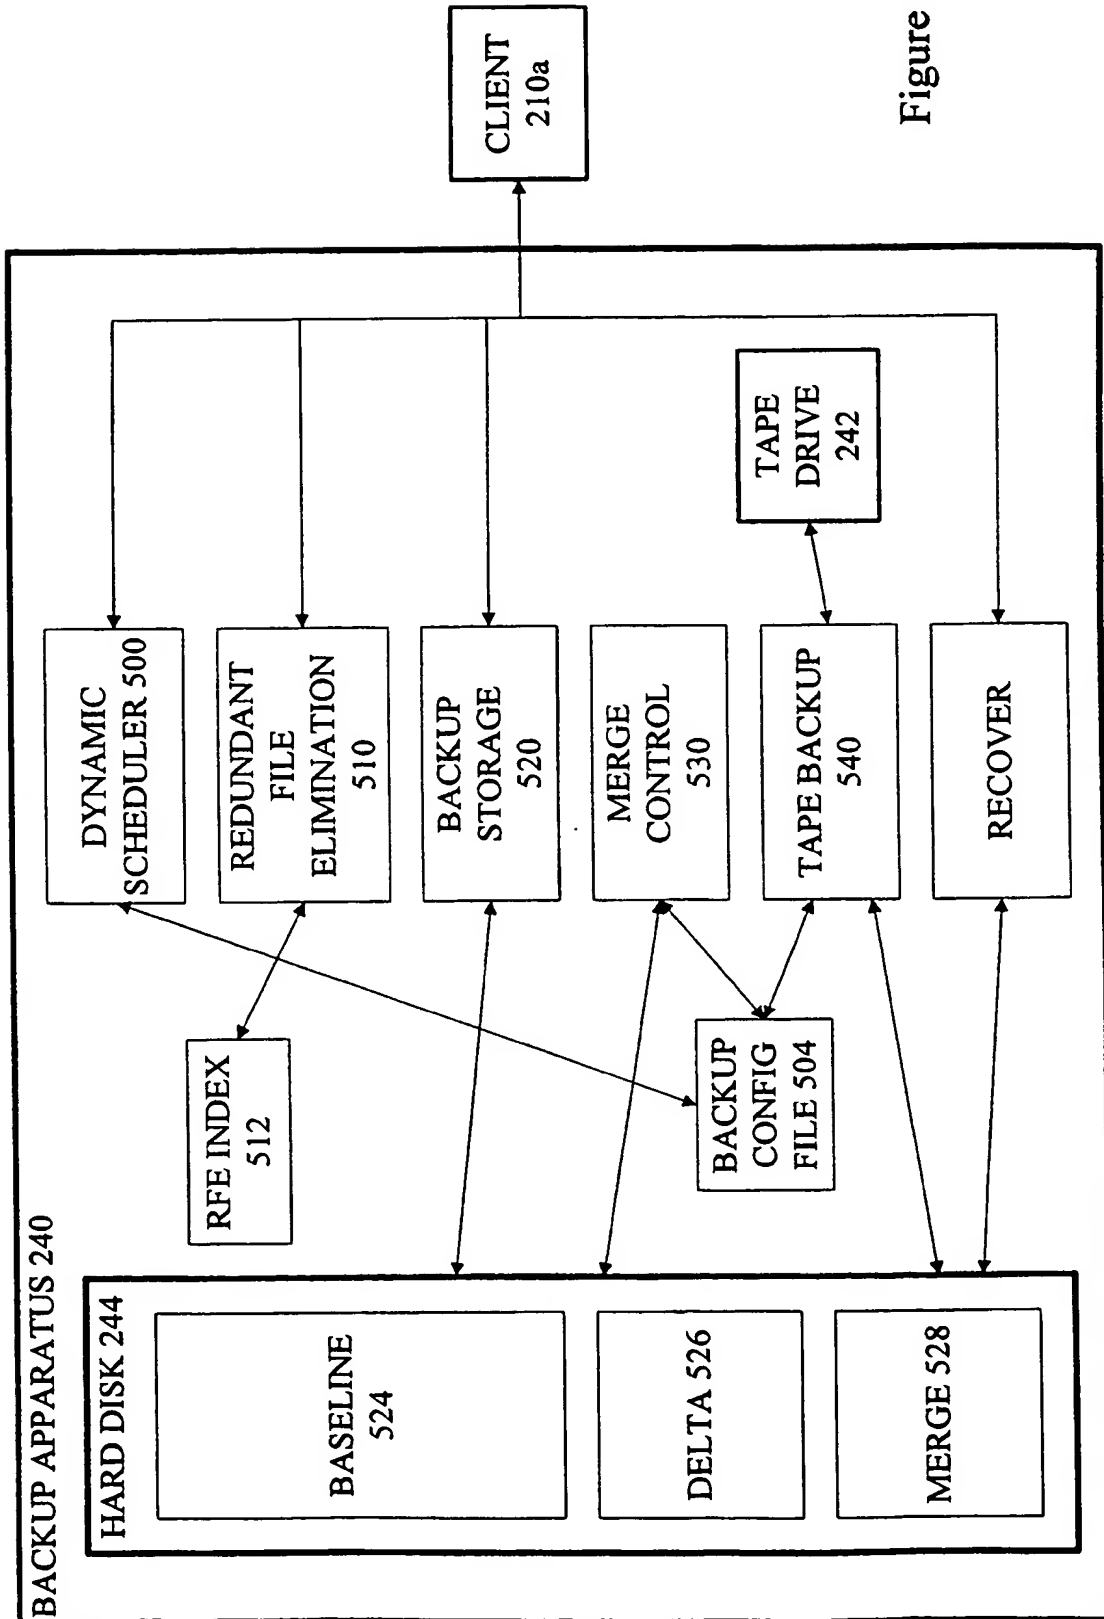 BACKUP APPARATUS 240
HARD DISK 244
BASELINE
524
DELTA 526
MERGE 528
RFE INDEX
512
BACKUP
CONFIG
FILE 504
DYNAMIC
SCHEDULER 500
REDUNDANT
FILE
ELIMINATION
510
BACKUP
STORAGE
520
MERGE
CONTROL
530
TAPE BACKUP
540
RECOVER
TAPE
DRIVE
242
CLIENT
210a
Figure